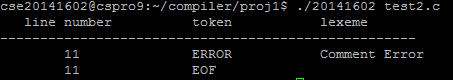 cse20141602@cspro9:~/compiler/proj1$ ./20141602 test2.c
line number token lexeme
----------------------------------------------------
11 ERROR Comment Error
11 EOF